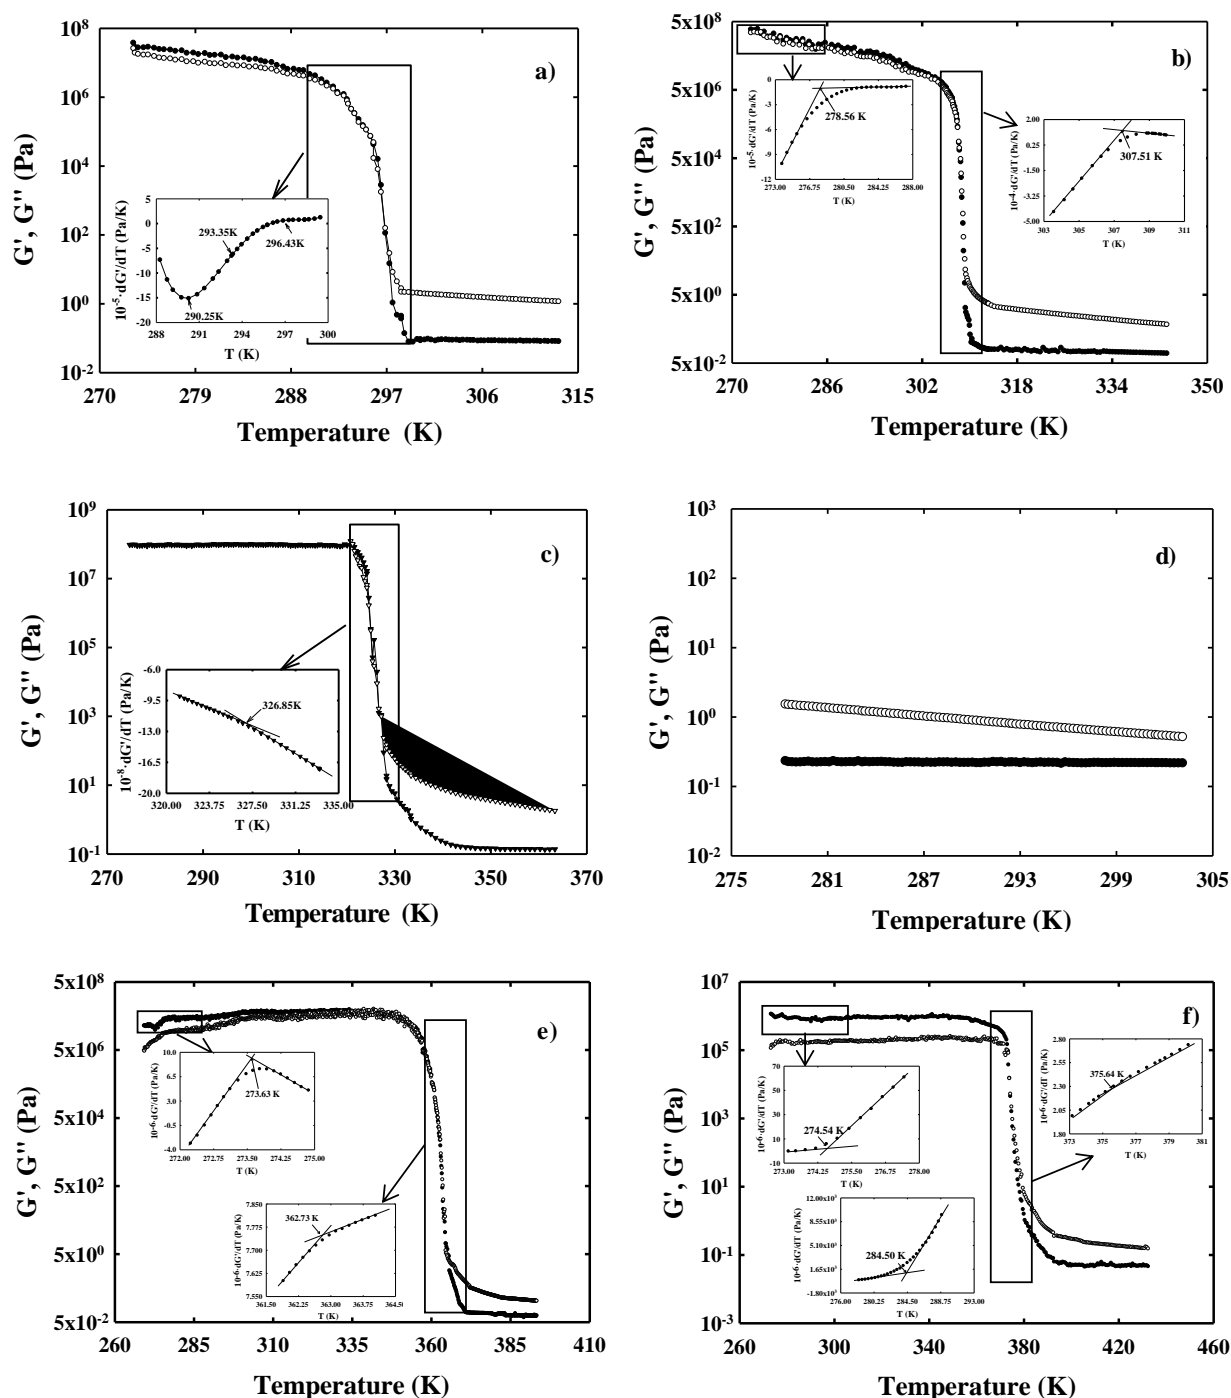 a)
G', G'' (Pa)
10⁸
10⁶
10⁴
10²
10⁰
10⁻²
270 279 288 297 306 315
Temperature (K)
10⁻⁵·dG'/dT (Pa/K)
5
0
-5
-10
-15
-20
288 291 294 297 300
T (K)
293.35K
296.43K
290.25K
b)
G', G'' (Pa)
5x10⁸
5x10⁶
5x10⁴
5x10²
5x10⁰
5x10⁻²
270 286 302 318 334 350
Temperature (K)
10⁻⁵·dG'/dT (Pa/K)
0
-3
-6
-9
-12
273.00 276.75 280.50 284.25 288.00
T (K)
278.56 K
10⁻⁴·dG'/dT (Pa/K)
2.00
0.25
-1.50
-3.25
-5.00
303 305 307 309 311
T (K)
307.51 K
c)
G', G'' (Pa)
10⁹
10⁷
10⁵
10³
10¹
10⁻¹
270 290 310 330 350 370
Temperature (K)
10⁻⁸·dG'/dT (Pa/K)
-6.0
-9.5
-13.0
-16.5
-20.0
320.00 323.75 327.50 331.25 335.00
T (K)
326.85K
d)
G', G'' (Pa)
10³
10²
10¹
10⁰
10⁻¹
10⁻²
275 281 287 293 299 305
Temperature (K)
e)
G', G'' (Pa)
5x10⁸
5x10⁶
5x10⁴
5x10²
5x10⁰
5x10⁻²
260 285 310 335 360 385 410
Temperature (K)
10⁻⁶·dG'/dT (Pa/K)
10.0
6.5
3.0
-0.5
-4.0
272.00 272.75 273.50 274.25 275.00
T (K)
273.63 K
10⁻⁶·dG'/dT (Pa/K)
7.850
7.775
7.700
7.625
7.550
361.50 362.25 363.00 363.75 364.50
T (K)
362.73 K
f)
G', G'' (Pa)
10⁷
10⁵
10³
10¹
10⁻¹
10⁻³
260 300 340 380 420 460
Temperature (K)
10⁻⁶·dG'/dT (Pa/K)
70
50
30
10
-10
273.00 274.25 275.50 276.75 278.00
T (K)
274.54 K
10⁻⁶·dG'/dT (Pa/K)
12.00x10³
8.55x10³
5.10x10³
1.65x10³
-1.80x10³
276.00 280.25 284.50 288.75 293.00
T (K)
284.50 K
10⁻⁶·dG'/dT (Pa/K)
2.80
2.55
2.30
2.05
1.80
373 375 377 379 381
T (K)
375.64 K